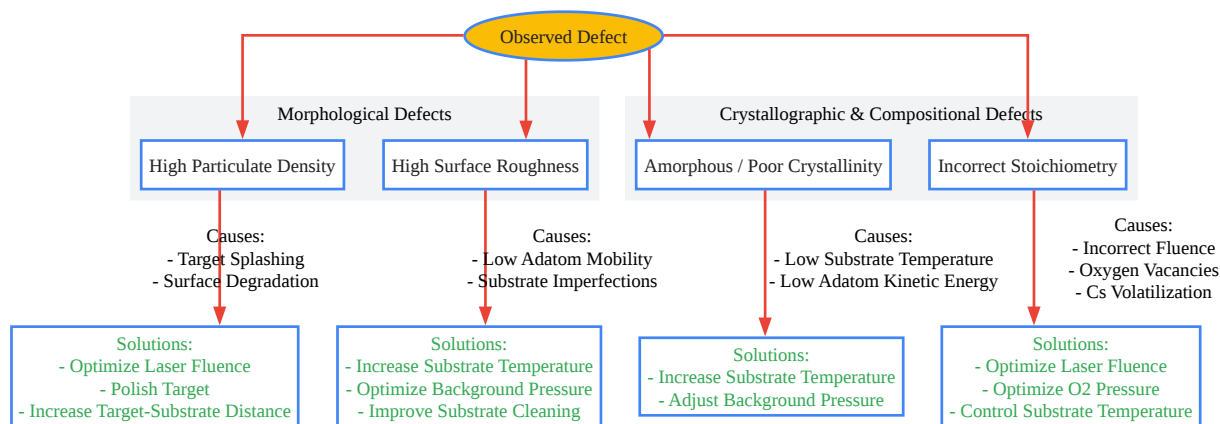 Observed Defect
Morphological Defects
Crystallographic & Compositional Defects
High Particulate Density
High Surface Roughness
Amorphous / Poor Crystallinity
Incorrect Stoichiometry
Causes:
- Target Splashing
- Surface Degradation
Causes:
- Low Adatom Mobility
- Substrate Imperfections
Causes:
- Low Substrate Temperature
- Low Adatom Kinetic Energy
Causes:
- Incorrect Fluence
- Oxygen Vacancies
- Cs Volatilization
Solutions:
- Optimize Laser Fluence
- Polish Target
- Increase Target-Substrate Distance
Solutions:
- Increase Substrate Temperature
- Optimize Background Pressure
- Improve Substrate Cleaning
Solutions:
- Increase Substrate Temperature
- Adjust Background Pressure
Solutions:
- Optimize Laser Fluence
- Optimize O2 Pressure
- Control Substrate Temperature